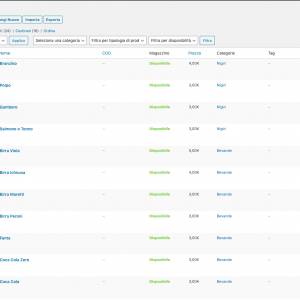 ungi Nuovo Importa Esporta
(54) | Cestinati (18) | Ordina
Applica Seleziona una categoria Filtra per tipologia di prod Filtra per disponibilità Filtra
Nome COD Magazzino Prezzo Categorie Tag
Branzino – Disponibile 4,00€ Nigiri –
Polpo – Disponibile 3,00€ Nigiri –
Gambero – Disponibile 3,00€ Nigiri –
Salmone o Tonno – Disponibile 3,00€ Nigiri –
Birra Viola – Disponibile 5,00€ Bevande –
Birra Ichnusa – Disponibile 3,00€ Bevande –
Birra Moretti – Disponibile 3,00€ Bevande –
Birra Peroni – Disponibile 3,00€ Bevande –
Fanta – Disponibile 3,00€ Bevande –
Coca Cola Zero – Disponibile 3,00€ Bevande –
Coca Cola – Disponibile 3,00€ Bevande –